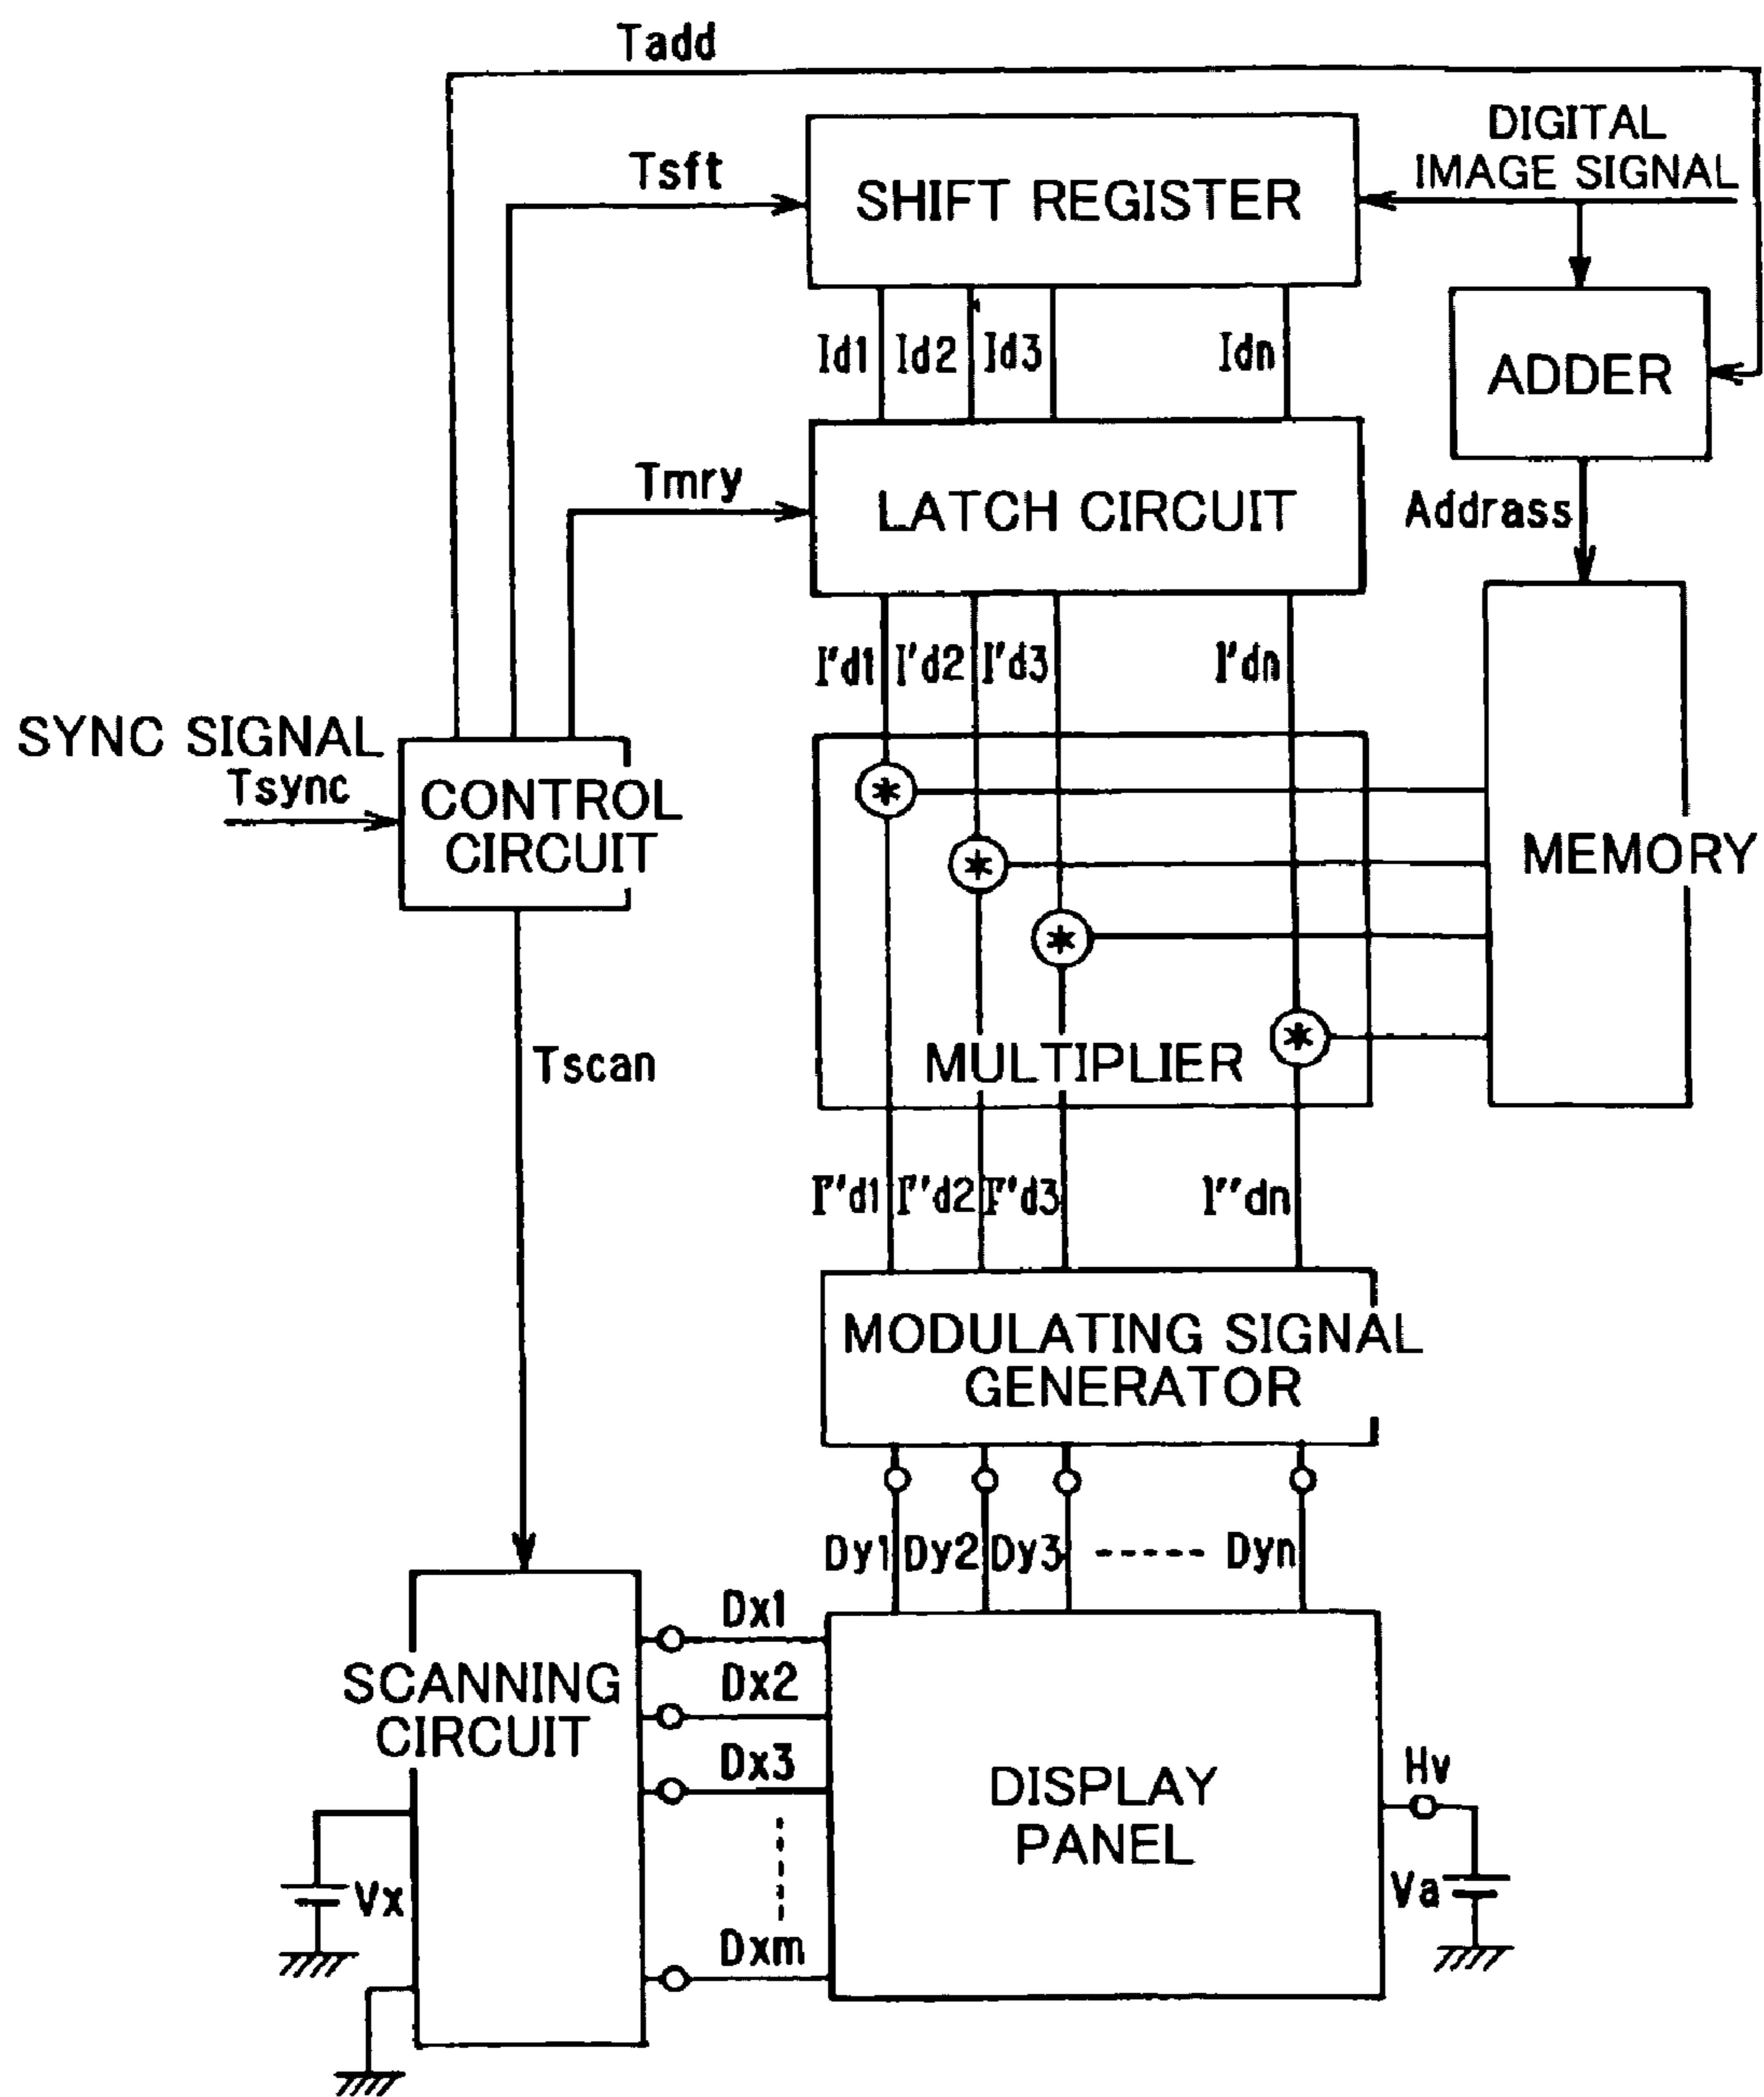 Tadd
DIGITAL
IMAGE SIGNAL
Tsft
SHIFT REGISTER
Id1 Id2 Id3 Idn
ADDER
Tmry
LATCH CIRCUIT
Addrass
I'd1 I'd2 I'd3 I'dn
SYNC SIGNAL
Tsync
CONTROL
CIRCUIT
MEMORY
*
*
*
*
Tscan
MULTIPLIER
I''d1 I''d2 I''d3 I''dn
MODULATING SIGNAL
GENERATOR
Dy1 Dy2 Dy3 ----- Dyn
Dx1
SCANNING
CIRCUIT
Dx2
Dx3
DISPLAY
PANEL
Hv
Vx
Va
Dxm